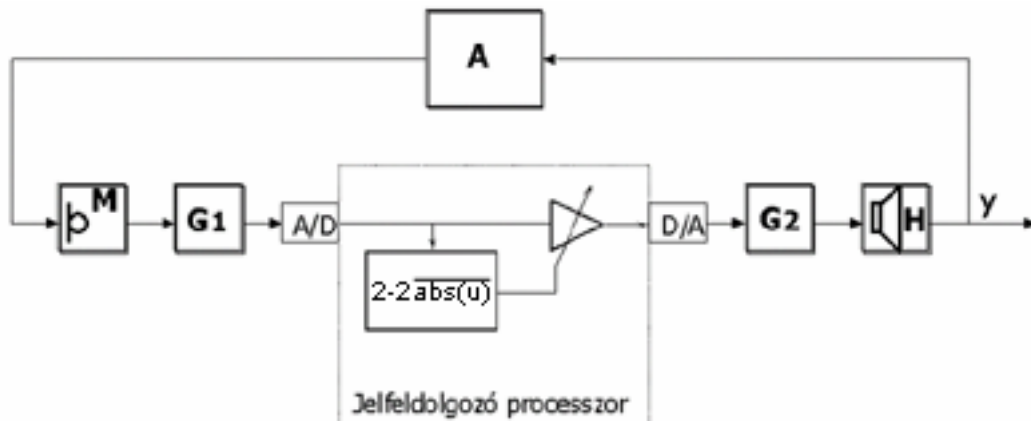 A
M
G1
A/D
D/A
G2
H
y
2-2abs(u)
Jelfeldolgozó processzor